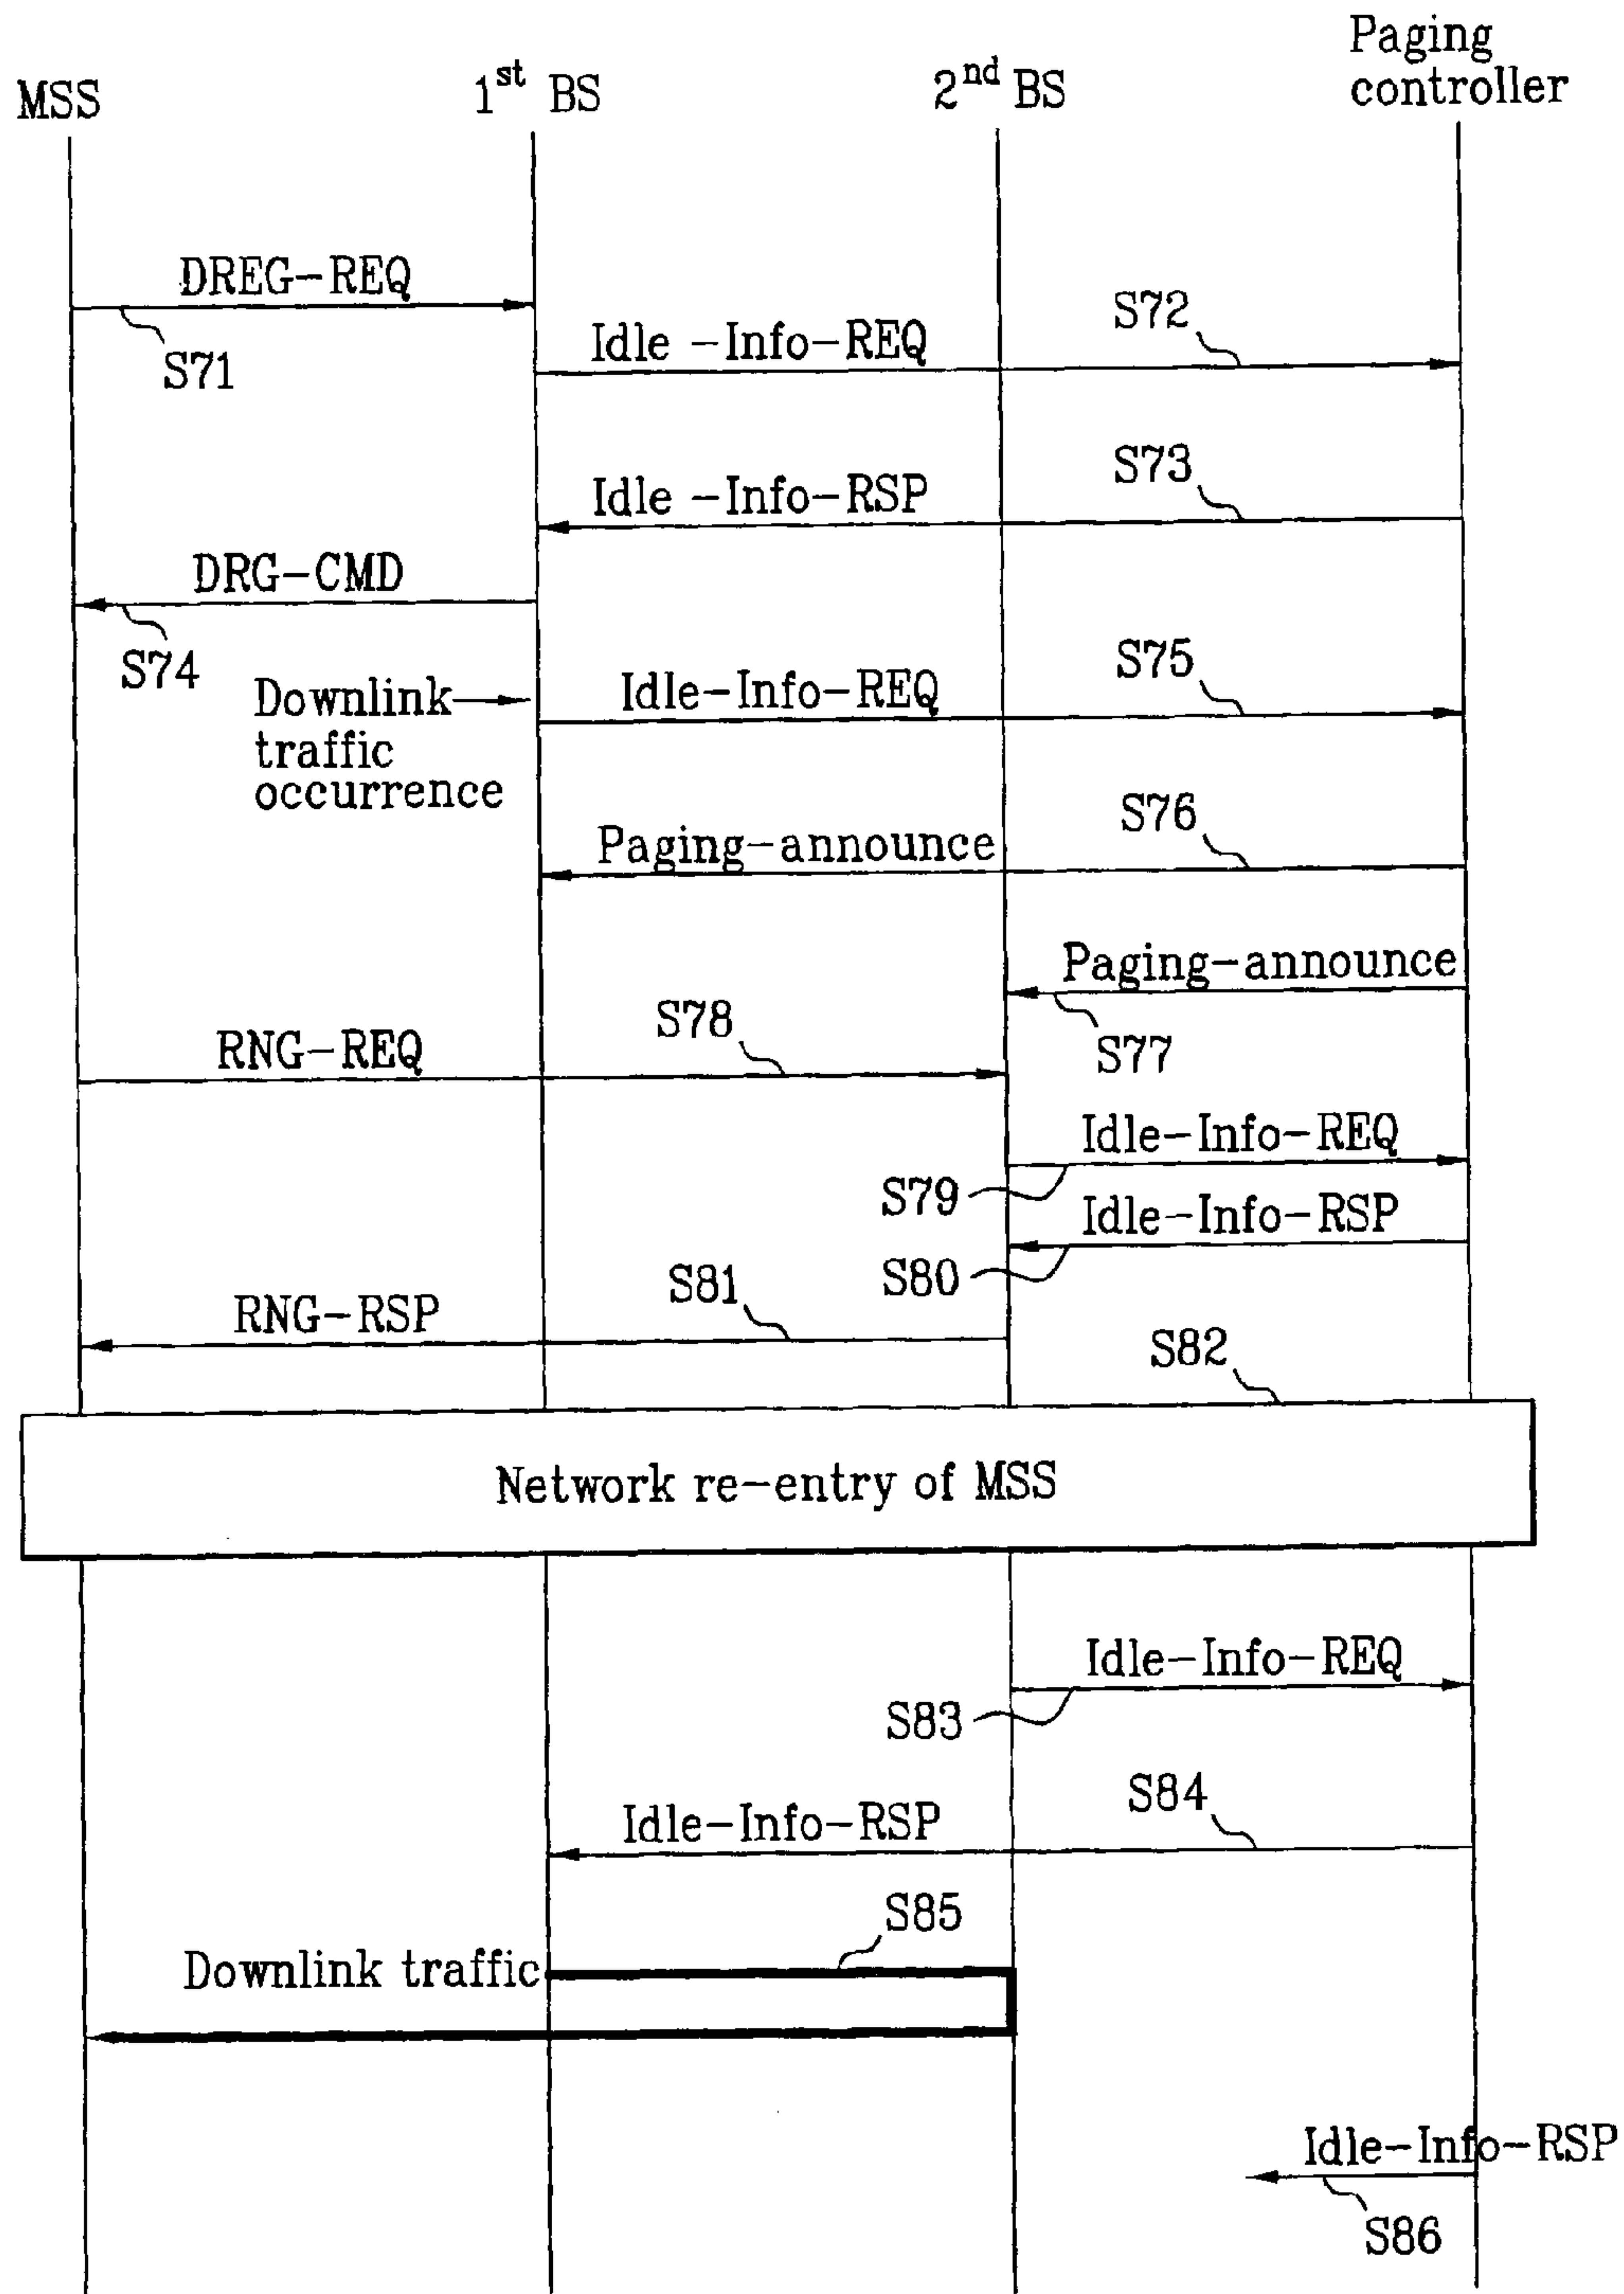 MSS
1st BS
2nd BS
Paging
controller
DREG-REQ
S71
Idle -Info-REQ
S72
Idle -Info-RSP
S73
DRG-CMD
S74
Downlink
traffic
occurrence
Idle-Info-REQ
S75
Paging-announce
S76
Paging-announce
S77
RNG-REQ
S78
Idle-Info-REQ
S79
Idle-Info-RSP
S80
RNG-RSP
S81
S82
Network re-entry of MSS
Idle-Info-REQ
S83
Idle-Info-RSP
S84
S85
Downlink traffic
Idle-Info-RSP
S86